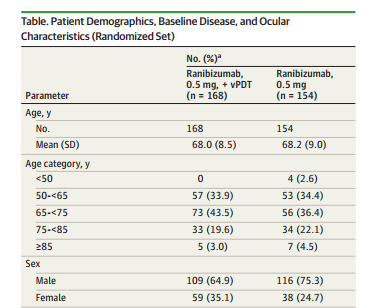 Table. Patient Demographics, Baseline Disease, and Ocular
Characteristics (Randomized Set)
No. (%)a
Ranibizumab, 0.5 mg, + vPDT (n = 168) Ranibizumab, 0.5 mg (n = 154)
Parameter
Age, y
No. 168 154
Mean (SD) 68.0 (8.5) 68.2 (9.0)
Age category, y
<50 0 4 (2.6)
50-<65 57 (33.9) 53 (34.4)
65-<75 73 (43.5) 56 (36.4)
75-<85 33 (19.6) 34 (22.1)
≥85 5 (3.0) 7 (4.5)
Sex
Male 109 (64.9) 116 (75.3)
Female 59 (35.1) 38 (24.7)